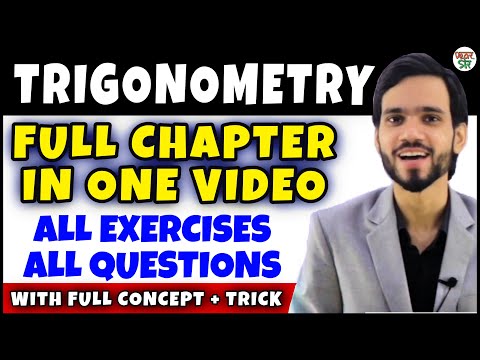 TRIGONOMETRY
FULL CHAPTER
IN ONE VIDEO
ALL EXERCISES
ALL QUESTIONS
WITH FULL CONCEPT + TRICK